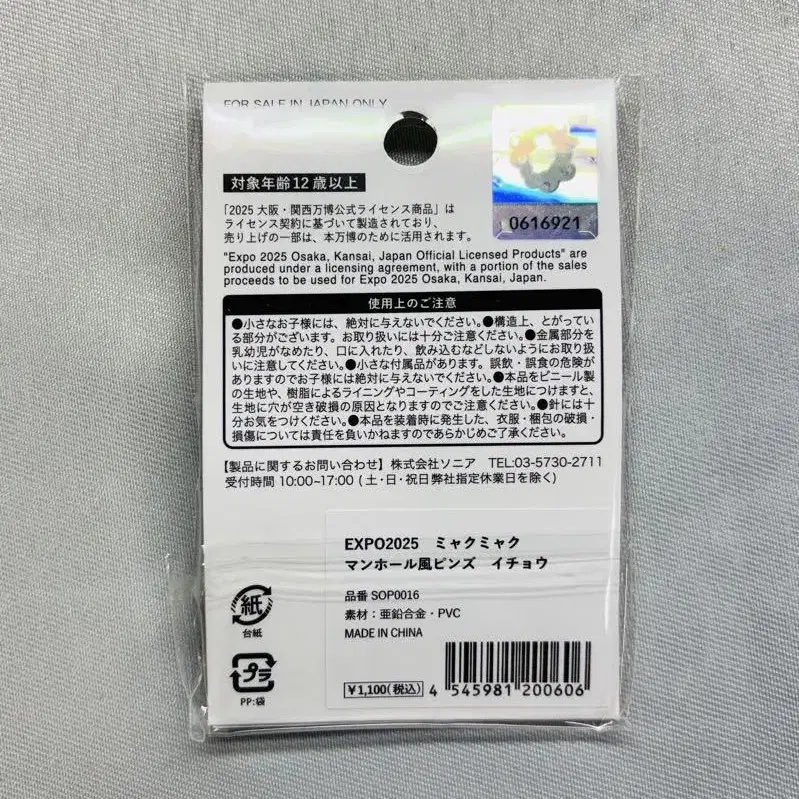 FOR SALE IN JAPAN ONLY
0616921
対象年齢12歳以上
「2025 大阪・関西万博公式ライセンス商品」は
ライセンス契約に基づいて製造されており、
売り上げの一部は、本万博のために活用されます。
"Expo 2025 Osaka, Kansai, Japan Official Licensed Products" are
produced under a licensing agreement, with a portion of the sales
proceeds to be used for Expo 2025 Osaka, Kansai, Japan.
使用上のご注意
●小さなお子様には、絶対に与えないでください。●構造上、とがってい
る部分がございます。お取り扱いには十分ご注意ください。●金属部分を
乳幼児がなめたり、口に入れたり、飲み込むなどしないようにお取り扱
いに注意してください。●小さい付属品があります。誤飲・誤食の危険が
ありますのでお子様には絶対に与えないでください。●本品をビニール製
の生地や、樹脂によるライニングやコーティングをした生地につけますと、
生地に穴が空き破損の原因となりますのでご注意ください。●針には十
分お気をつけください。●本品を装着時に発生した、衣服・梱包の破損・
損傷については責任を負いかねますのであらかじめご了承ください。
【製品に関するお問い合わせ】株式会社ソニア TEL:03-5730-2711
受付時間 10:00~17:00 (土・日・祝日弊社指定休業日を除く)
EXPO2025 ミャクミャク
マンホール風ピンズ イチョウ
品番 SOP0016
素材：亜鉛合金・PVC
MADE IN CHINA
紙
台紙
プラ
PP:袋
¥1,100(税込)
4 545981 200606